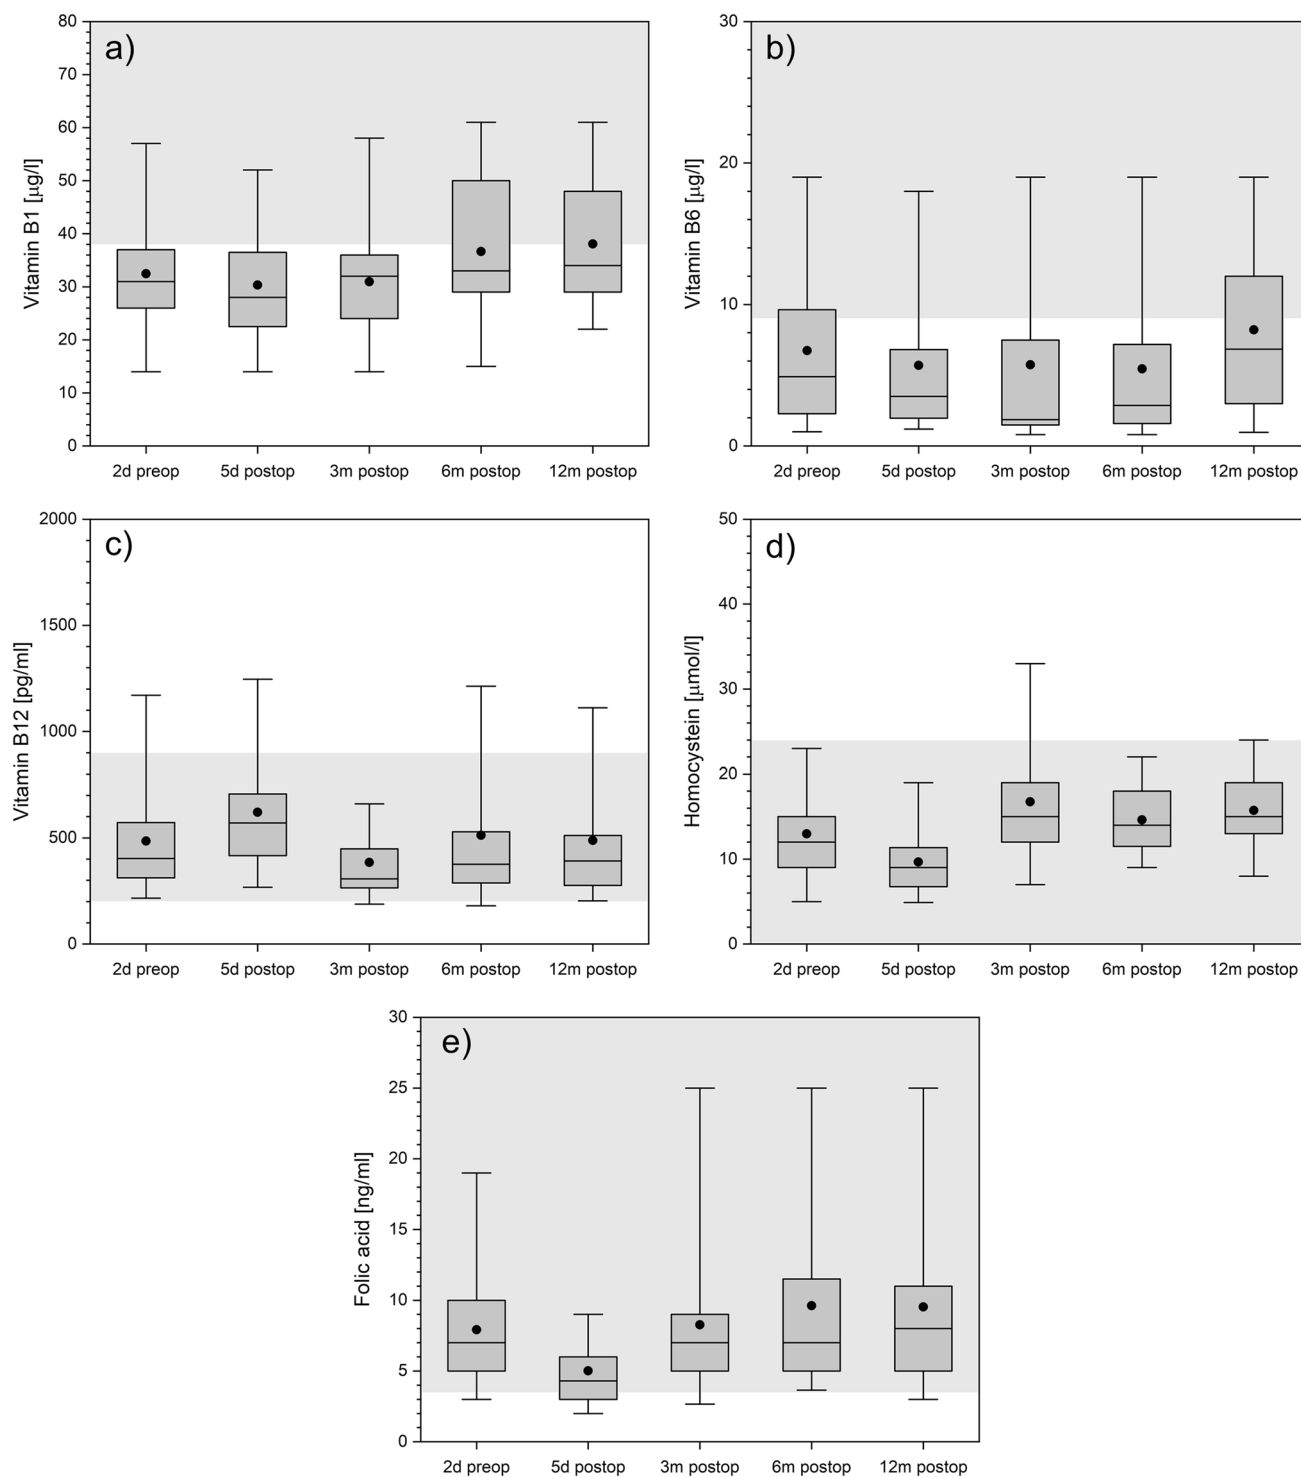 a)
Vitamin B1 [µg/l]
80
70
60
50
40
30
20
10
0
2d preop 5d postop 3m postop 6m postop 12m postop
b)
Vitamin B6 [µg/l]
30
20
10
0
2d preop 5d postop 3m postop 6m postop 12m postop
c)
Vitamin B12 [pg/ml]
2000
1500
1000
500
0
2d preop 5d postop 3m postop 6m postop 12m postop
d)
Homocystein [µmol/l]
50
40
30
20
10
0
2d preop 5d postop 3m postop 6m postop 12m postop
e)
Folic acid [ng/ml]
30
25
20
15
10
5
0
2d preop 5d postop 3m postop 6m postop 12m postop